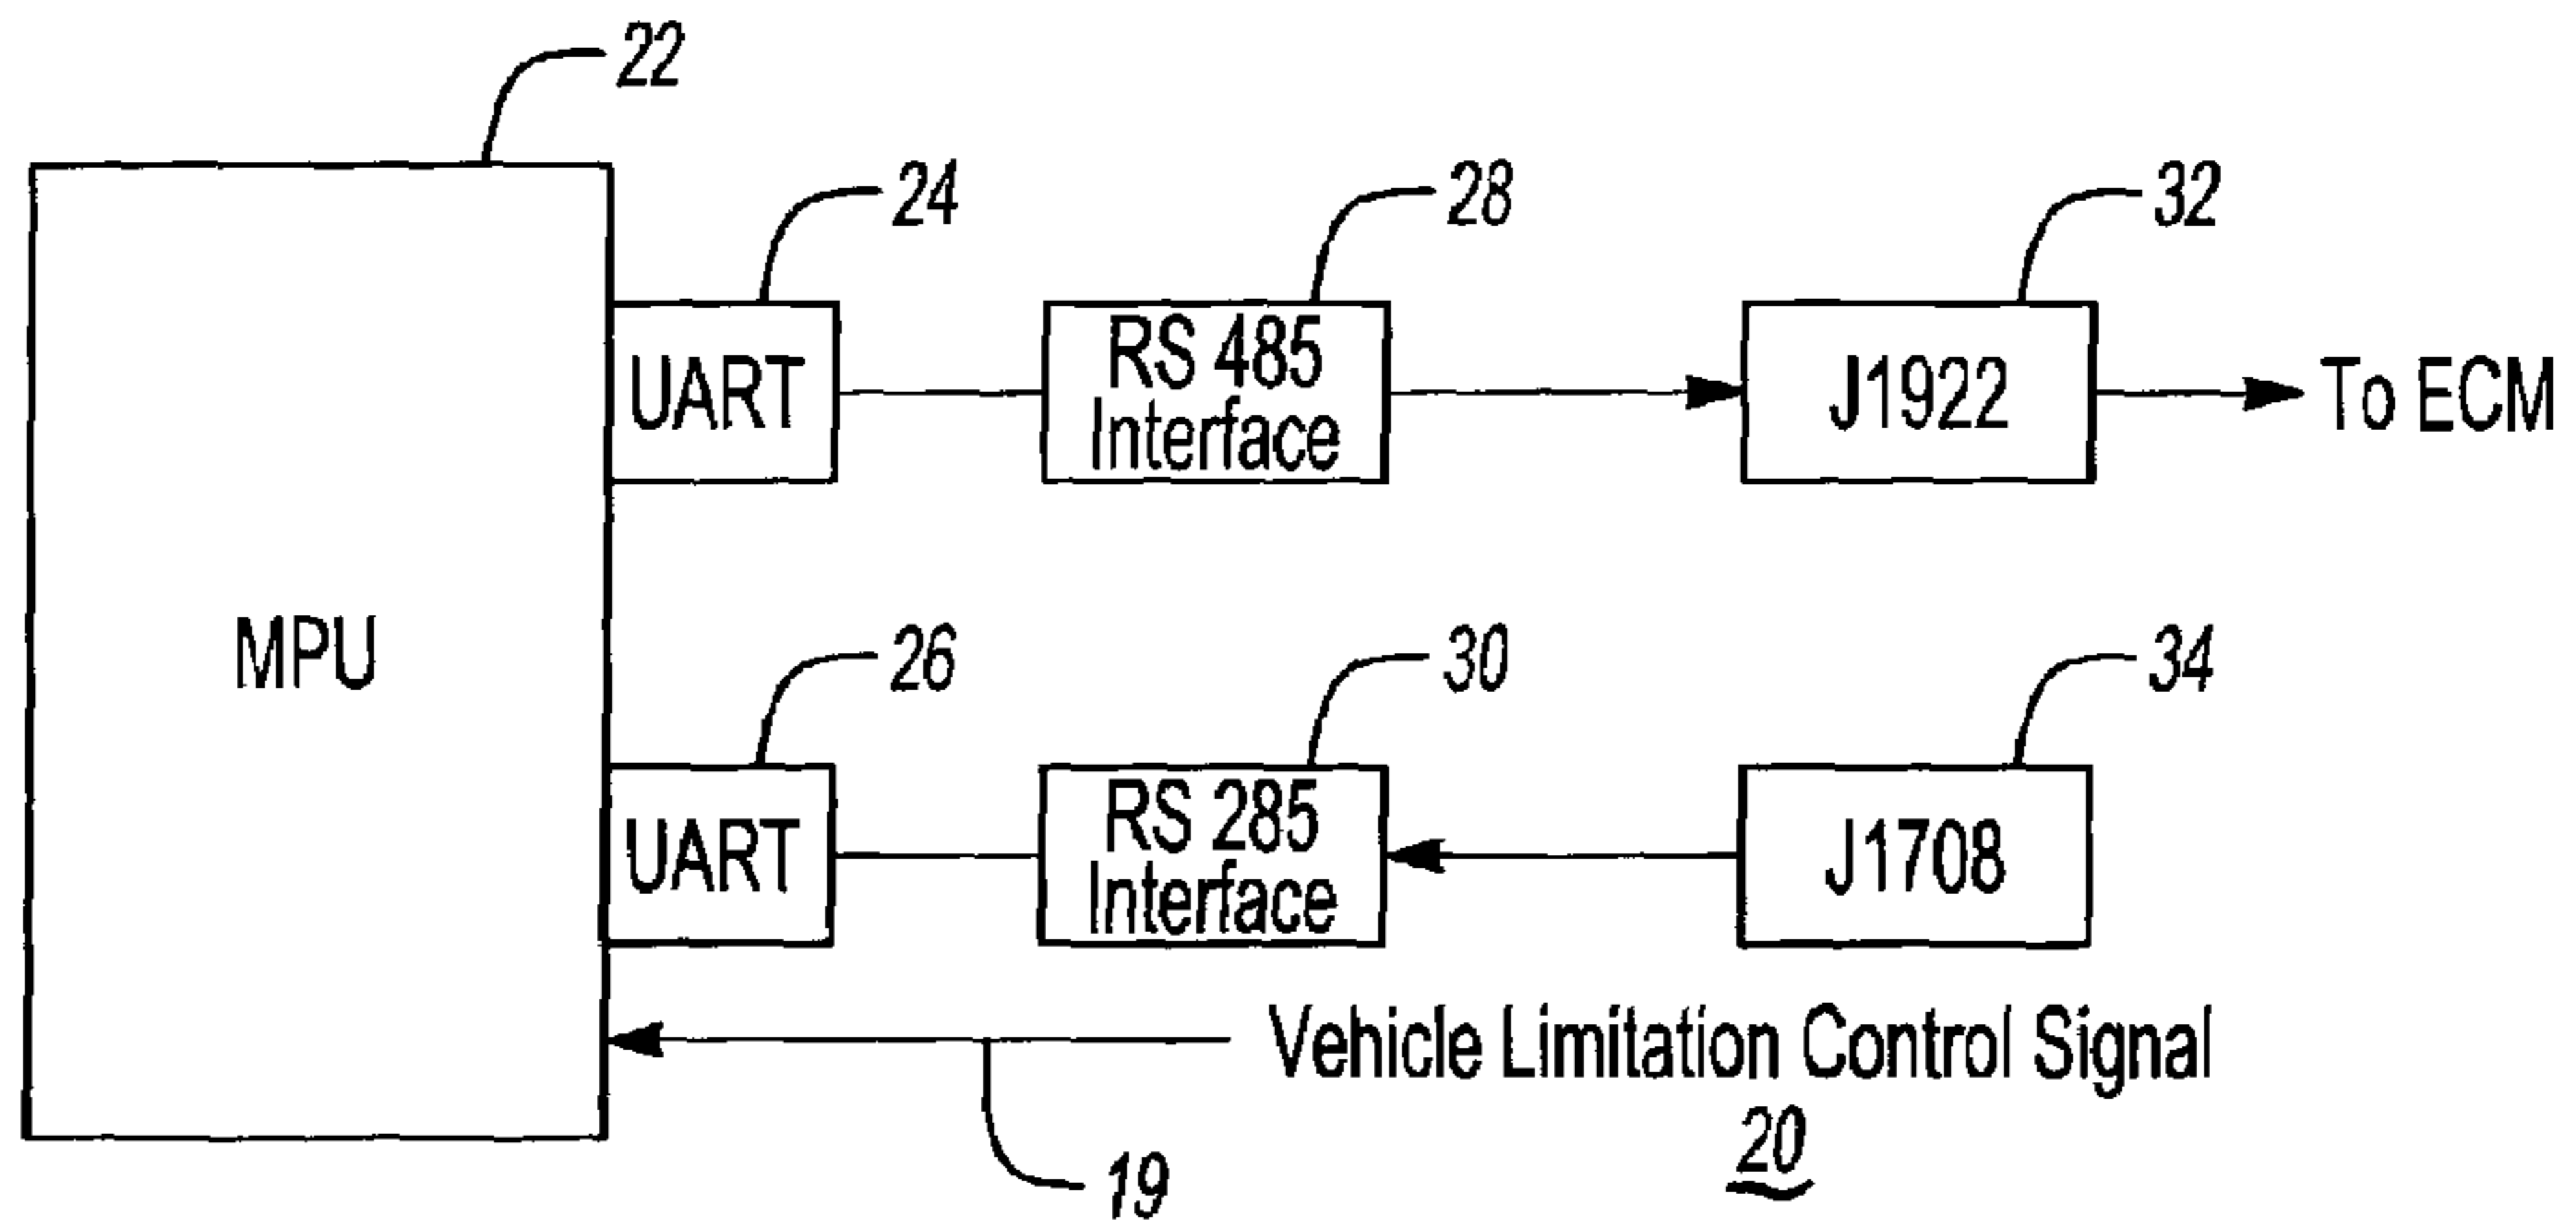 22
24
28
32
UART
RS 485
Interface
J1922
To ECM
MPU
26
30
34
UART
RS 285
Interface
J1708
Vehicle Limitation Control Signal
20
19